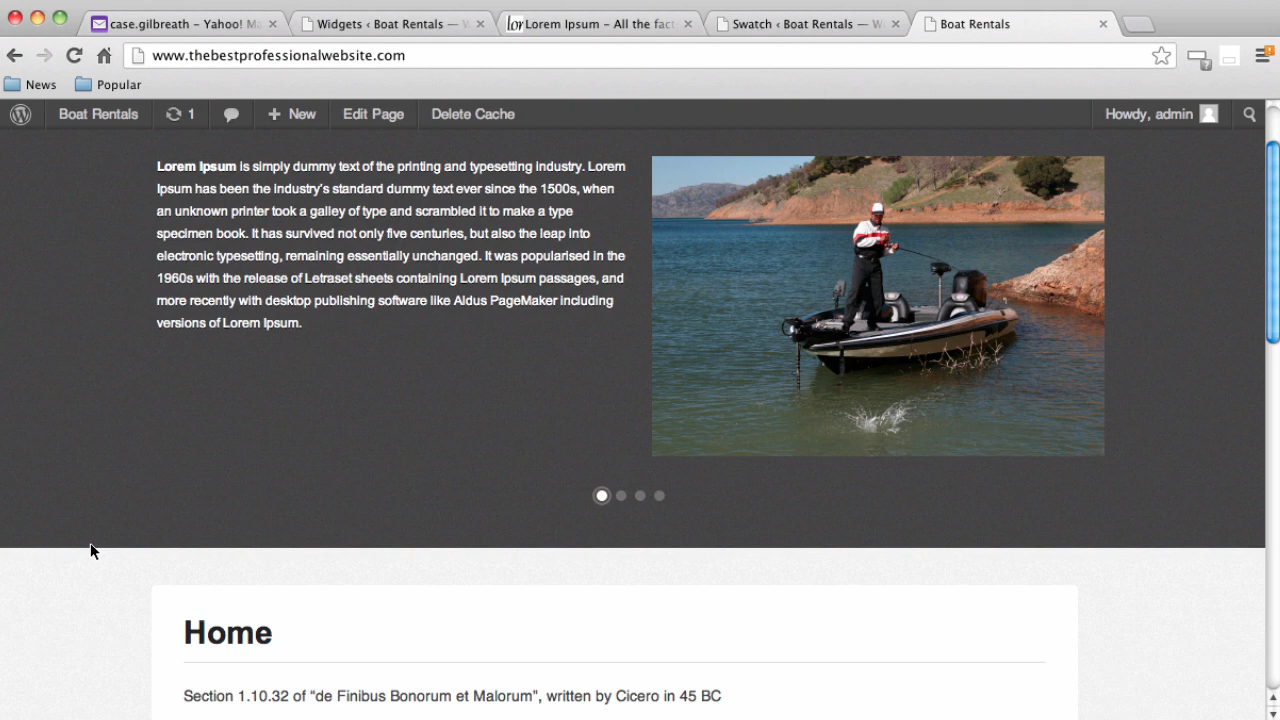 case.gilbreath – Yahoo! Ma
Widgets ‹ Boat Rentals — W
lor Lorem Ipsum – All the fact
Swatch ‹ Boat Rentals — W
Boat Rentals
www.thebestprofessionalwebsite.com
7
News
Popular
Boat Rentals
1
+ New
Edit Page
Delete Cache
Howdy, admin
Lorem Ipsum is simply dummy text of the printing and typesetting industry. Lorem
Ipsum has been the industry's standard dummy text ever since the 1500s, when
an unknown printer took a galley of type and scrambled it to make a type
specimen book. It has survived not only five centuries, but also the leap into
electronic typesetting, remaining essentially unchanged. It was popularised in the
1960s with the release of Letraset sheets containing Lorem Ipsum passages, and
more recently with desktop publishing software like Aldus PageMaker including
versions of Lorem Ipsum.
Home
Section 1.10.32 of “de Finibus Bonorum et Malorum”, written by Cicero in 45 BC